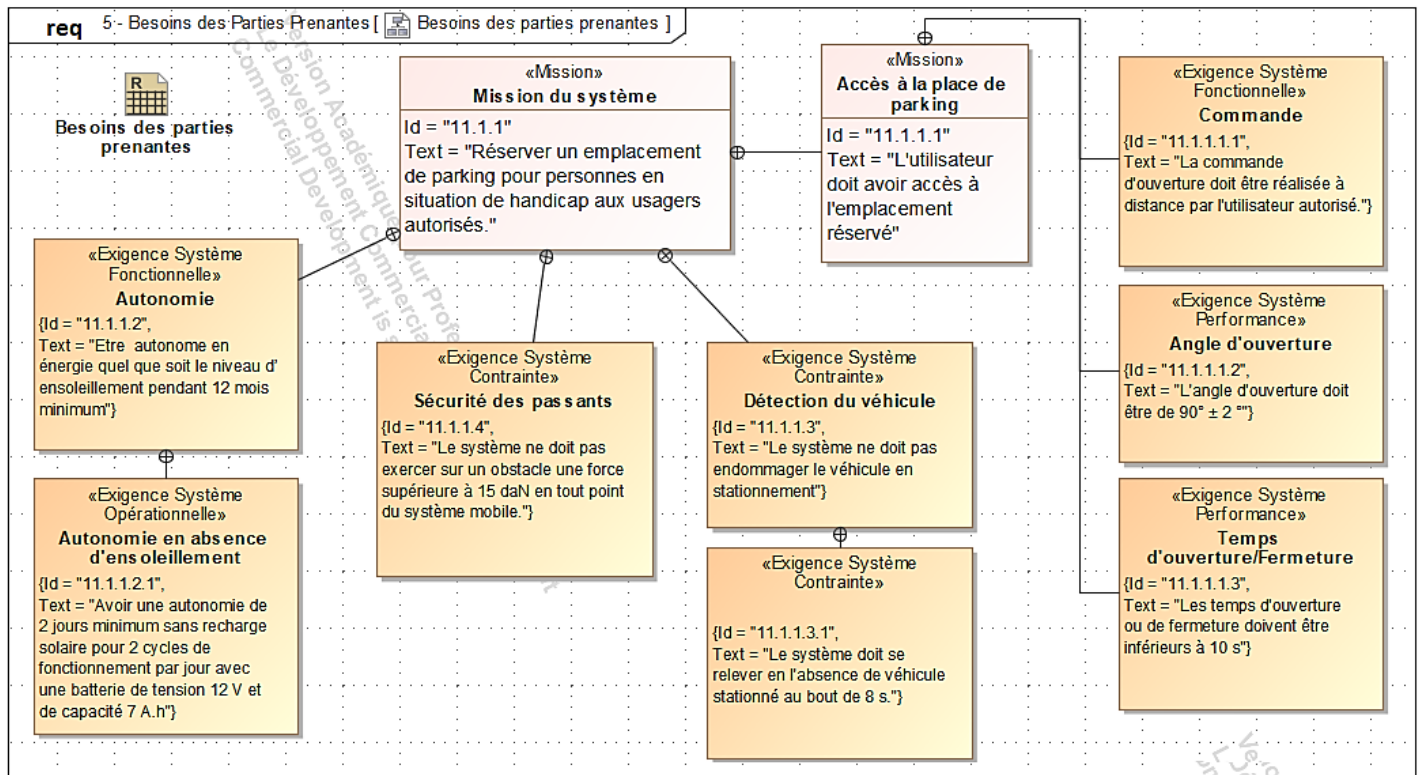 req 5 - Besoins des Parties Prenantes [ Besoins des parties prenantes ]
R
Besoins des parties
prenantes
«Mission»
Mission du système
Id = "11.1.1"
Text = "Réserver un emplacement
de parking pour personnes en
situation de handicap aux usagers
autorisés."
«Mission»
Accès à la place de
parking
Id = "11.1.1.1"
Text = "L'utilisateur
doit avoir accès à
l'emplacement
réservé"
«Exigence Système
Fonctionnelle»
Commande
{Id = "11.1.1.1.1",
Text = "La commande
d'ouverture doit être réalisée à
distance par l'utilisateur autorisé."}
«Exigence Système
Fonctionnelle»
Autonomie
{Id = "11.1.1.2",
Text = "Etre autonome en
énergie quel que soit le niveau d'
ensoleillement pendant 12 mois
minimum"}
«Exigence Système
Contrainte»
Sécurité des passants
{Id = "11.1.1.4",
Text = "Le système ne doit pas
exercer sur un obstacle une force
supérieure à 15 daN en tout point
du système mobile."}
«Exigence Système
Contrainte»
Détection du véhicule
{Id = "11.1.1.3",
Text = "Le système ne doit pas
endommager le véhicule en
stationnement"}
«Exigence Système
Performance»
Angle d'ouverture
{Id = "11.1.1.1.2",
Text = "L'angle d'ouverture doit
être de 90° ± 2 °"}
«Exigence Système
Opérationnelle»
Autonomie en absence
d'ensoleillement
{Id = "11.1.1.2.1",
Text = "Avoir une autonomie de
2 jours minimum sans recharge
solaire pour 2 cycles de
fonctionnement par jour avec
une batterie de tension 12 V et
de capacité 7 A.h"}
«Exigence Système
Contrainte»
{Id = "11.1.1.3.1",
Text = "Le système doit se
relever en l'absence de véhicule
stationné au bout de 8 s."}
«Exigence Système
Performance»
Temps
d'ouverture/Fermeture
{Id = "11.1.1.1.3",
Text = "Les temps d'ouverture
ou de fermeture doivent être
inférieurs à 10 s"}
Version Académique
Le Développement Commercial
Commercial Development is